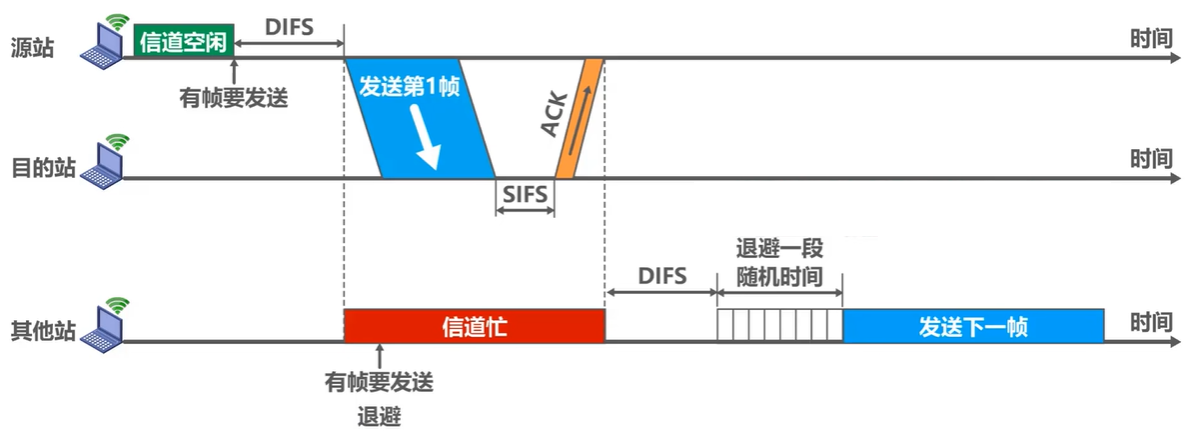 源站
信道空闲
DIFS
时间
有帧要发送
发送第1帧
ACK
目的站
时间
SIFS
退避一段
随机时间
DIFS
其他站
信道忙
发送下一帧
时间
有帧要发送
退避